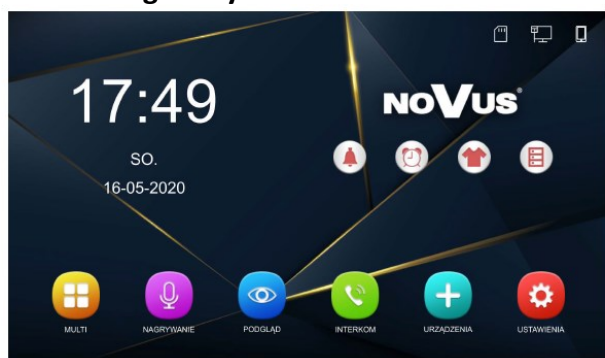 17:49
NOVUS®
SO.
16-05-2020
MULTI
NAGRYWANIE
PODGLĄD
INTERKOM
URZĄDZENIA
USTAWIENIA